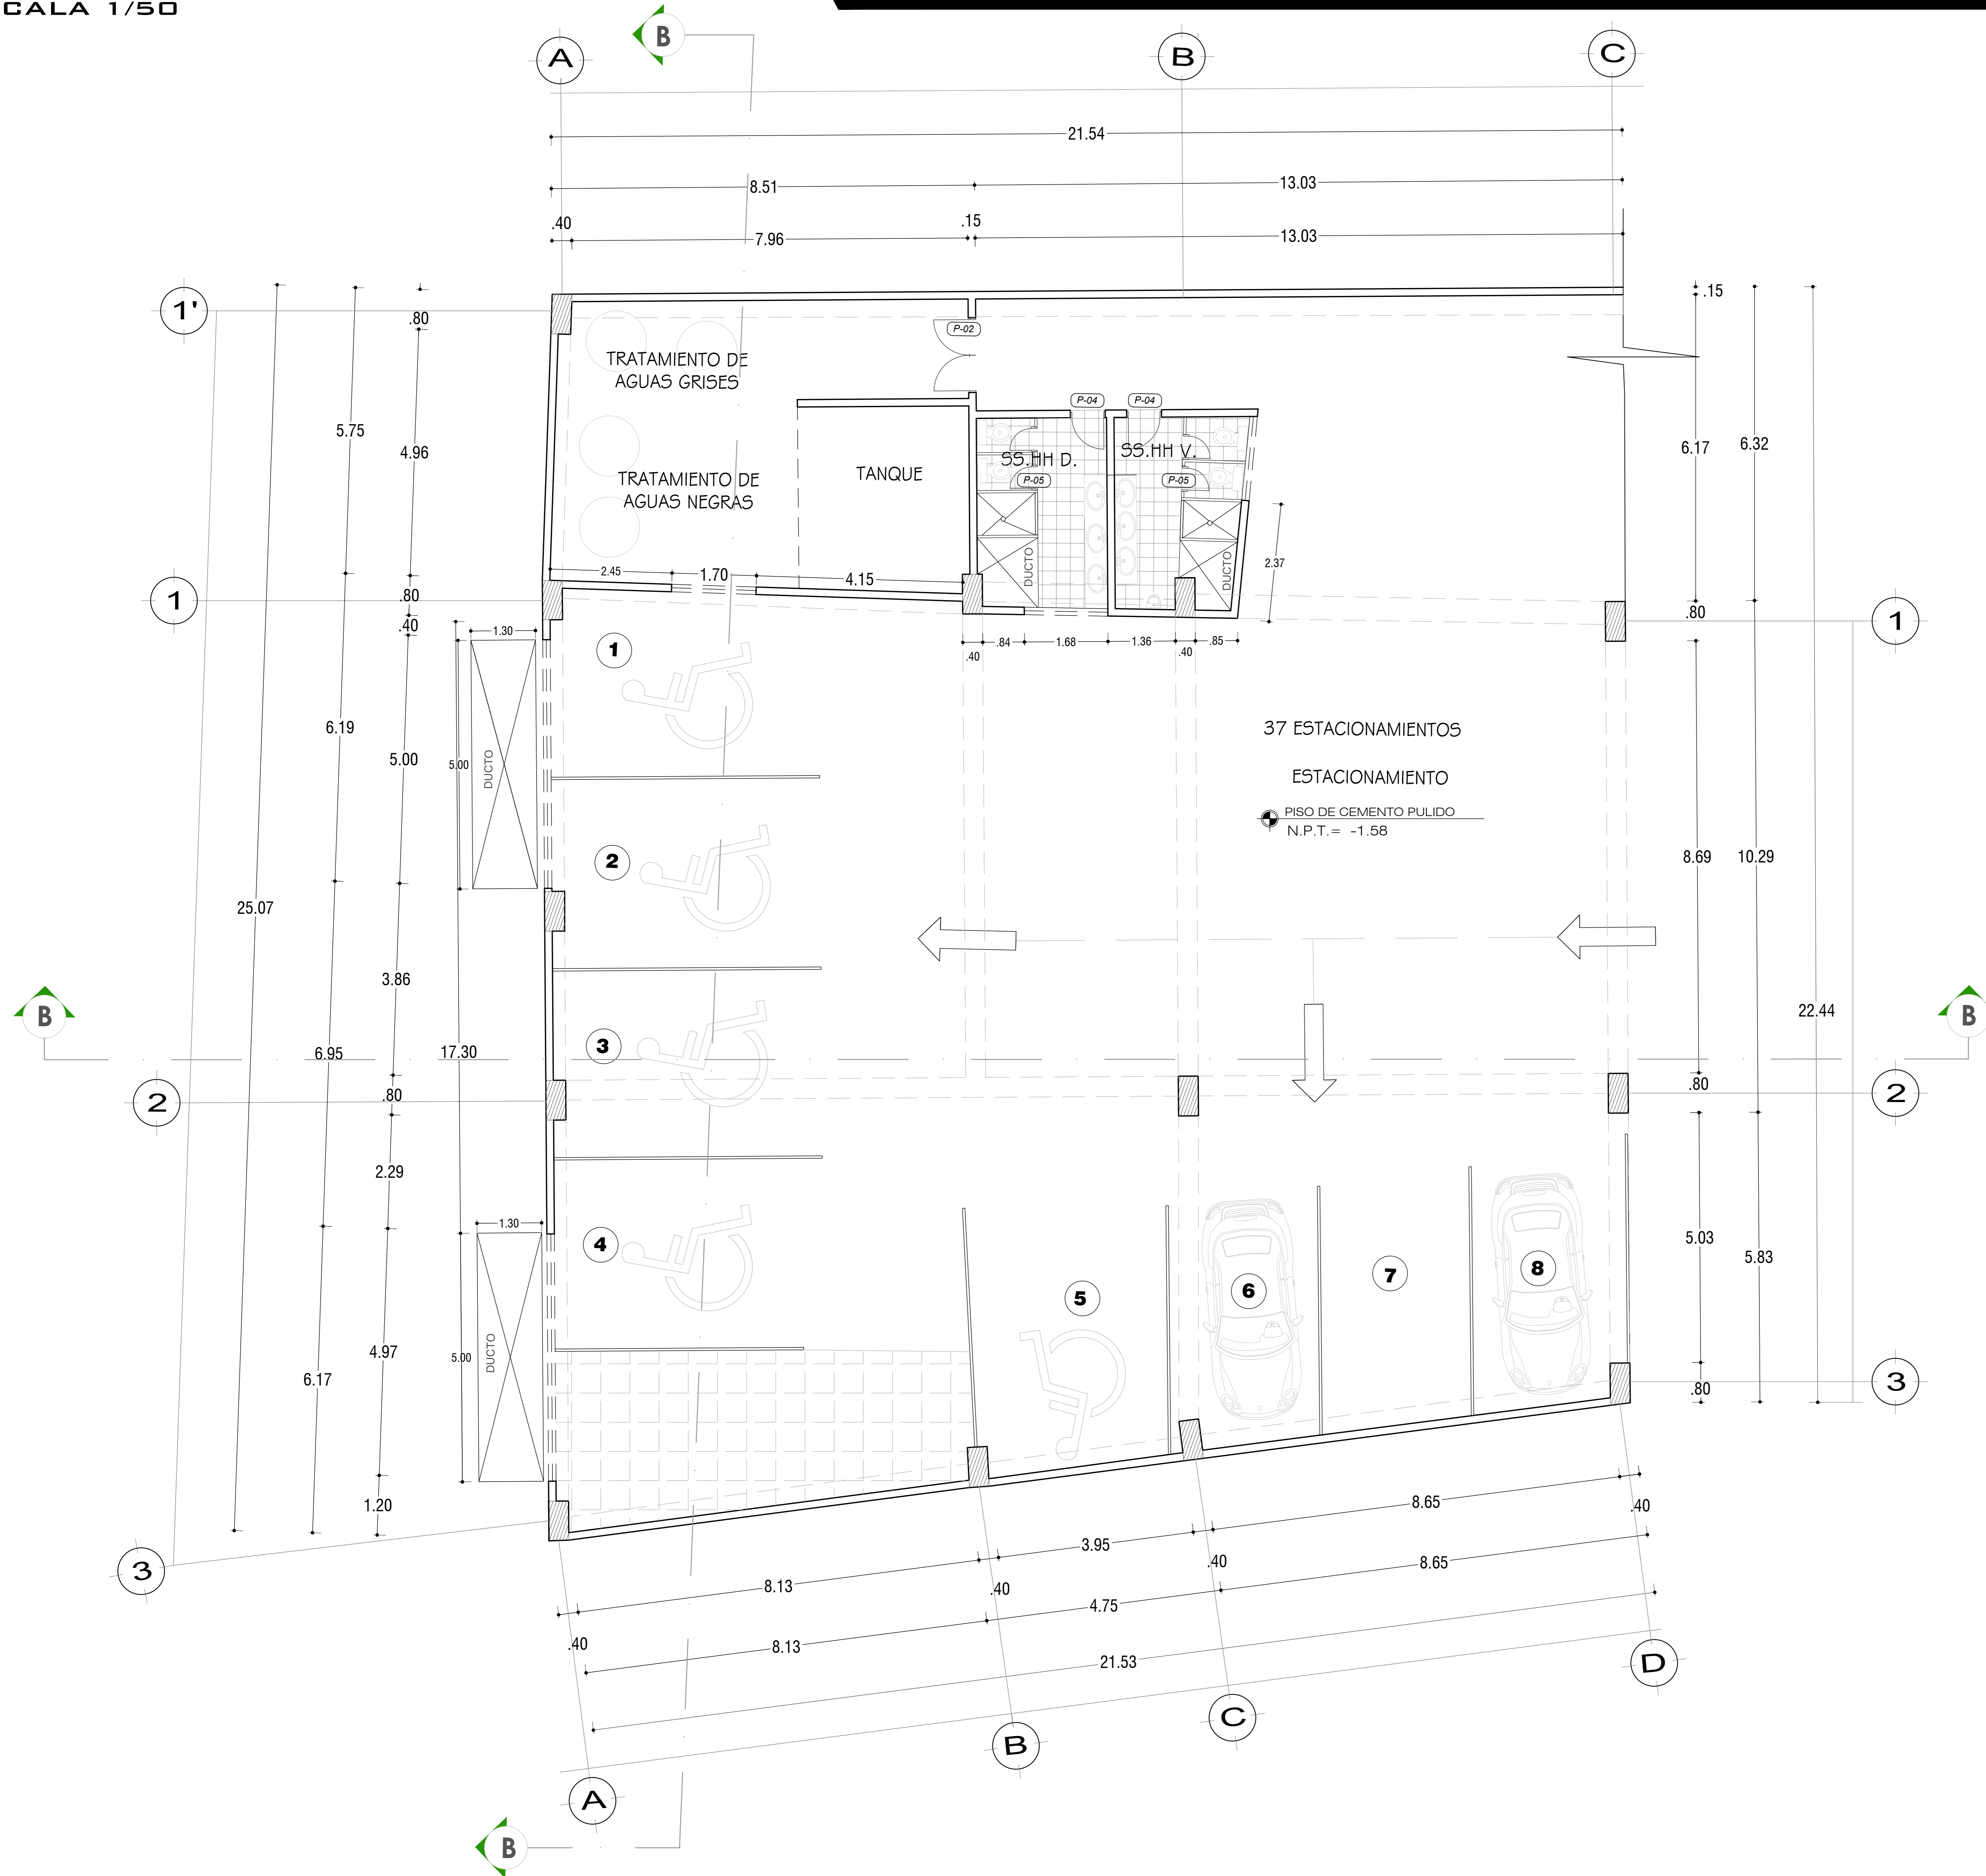 CALA 1/50
B
A
B
C
21.54
8.51
13.03
.40
7.96
.15
13.03
1'
.80
.15
P-02
TRATAMIENTO DE
AGUAS GRISES
5.75
4.96
P-04
P-04
6.17
6.32
SS.HH D.
SS.HH V.
TANQUE
TRATAMIENTO DE
AGUAS NEGRAS
P-05
P-05
DUCTO
DUCTO
2.37
2.45
1.70
4.15
1
.80
.40
.80
1
1.30
1
.40
.84
1.68
1.36
.40
.85
6.19
5.00
5.00
DUCTO
37 ESTACIONAMIENTOS
ESTACIONAMIENTO
PISO DE CEMENTO PULIDO
N.P.T.= -1.58
2
8.69
10.29
25.07
3.86
B
B
22.44
3
6.95
17.30
2
.80
.80
2
2.29
1.30
4
5.03
5.83
5
6
7
8
DUCTO
4.97
5.00
6.17
.80
3
1.20
3
8.65
.40
3.95
.40
8.65
8.13
.40
4.75
.40
8.13
21.53
D
C
B
A
B